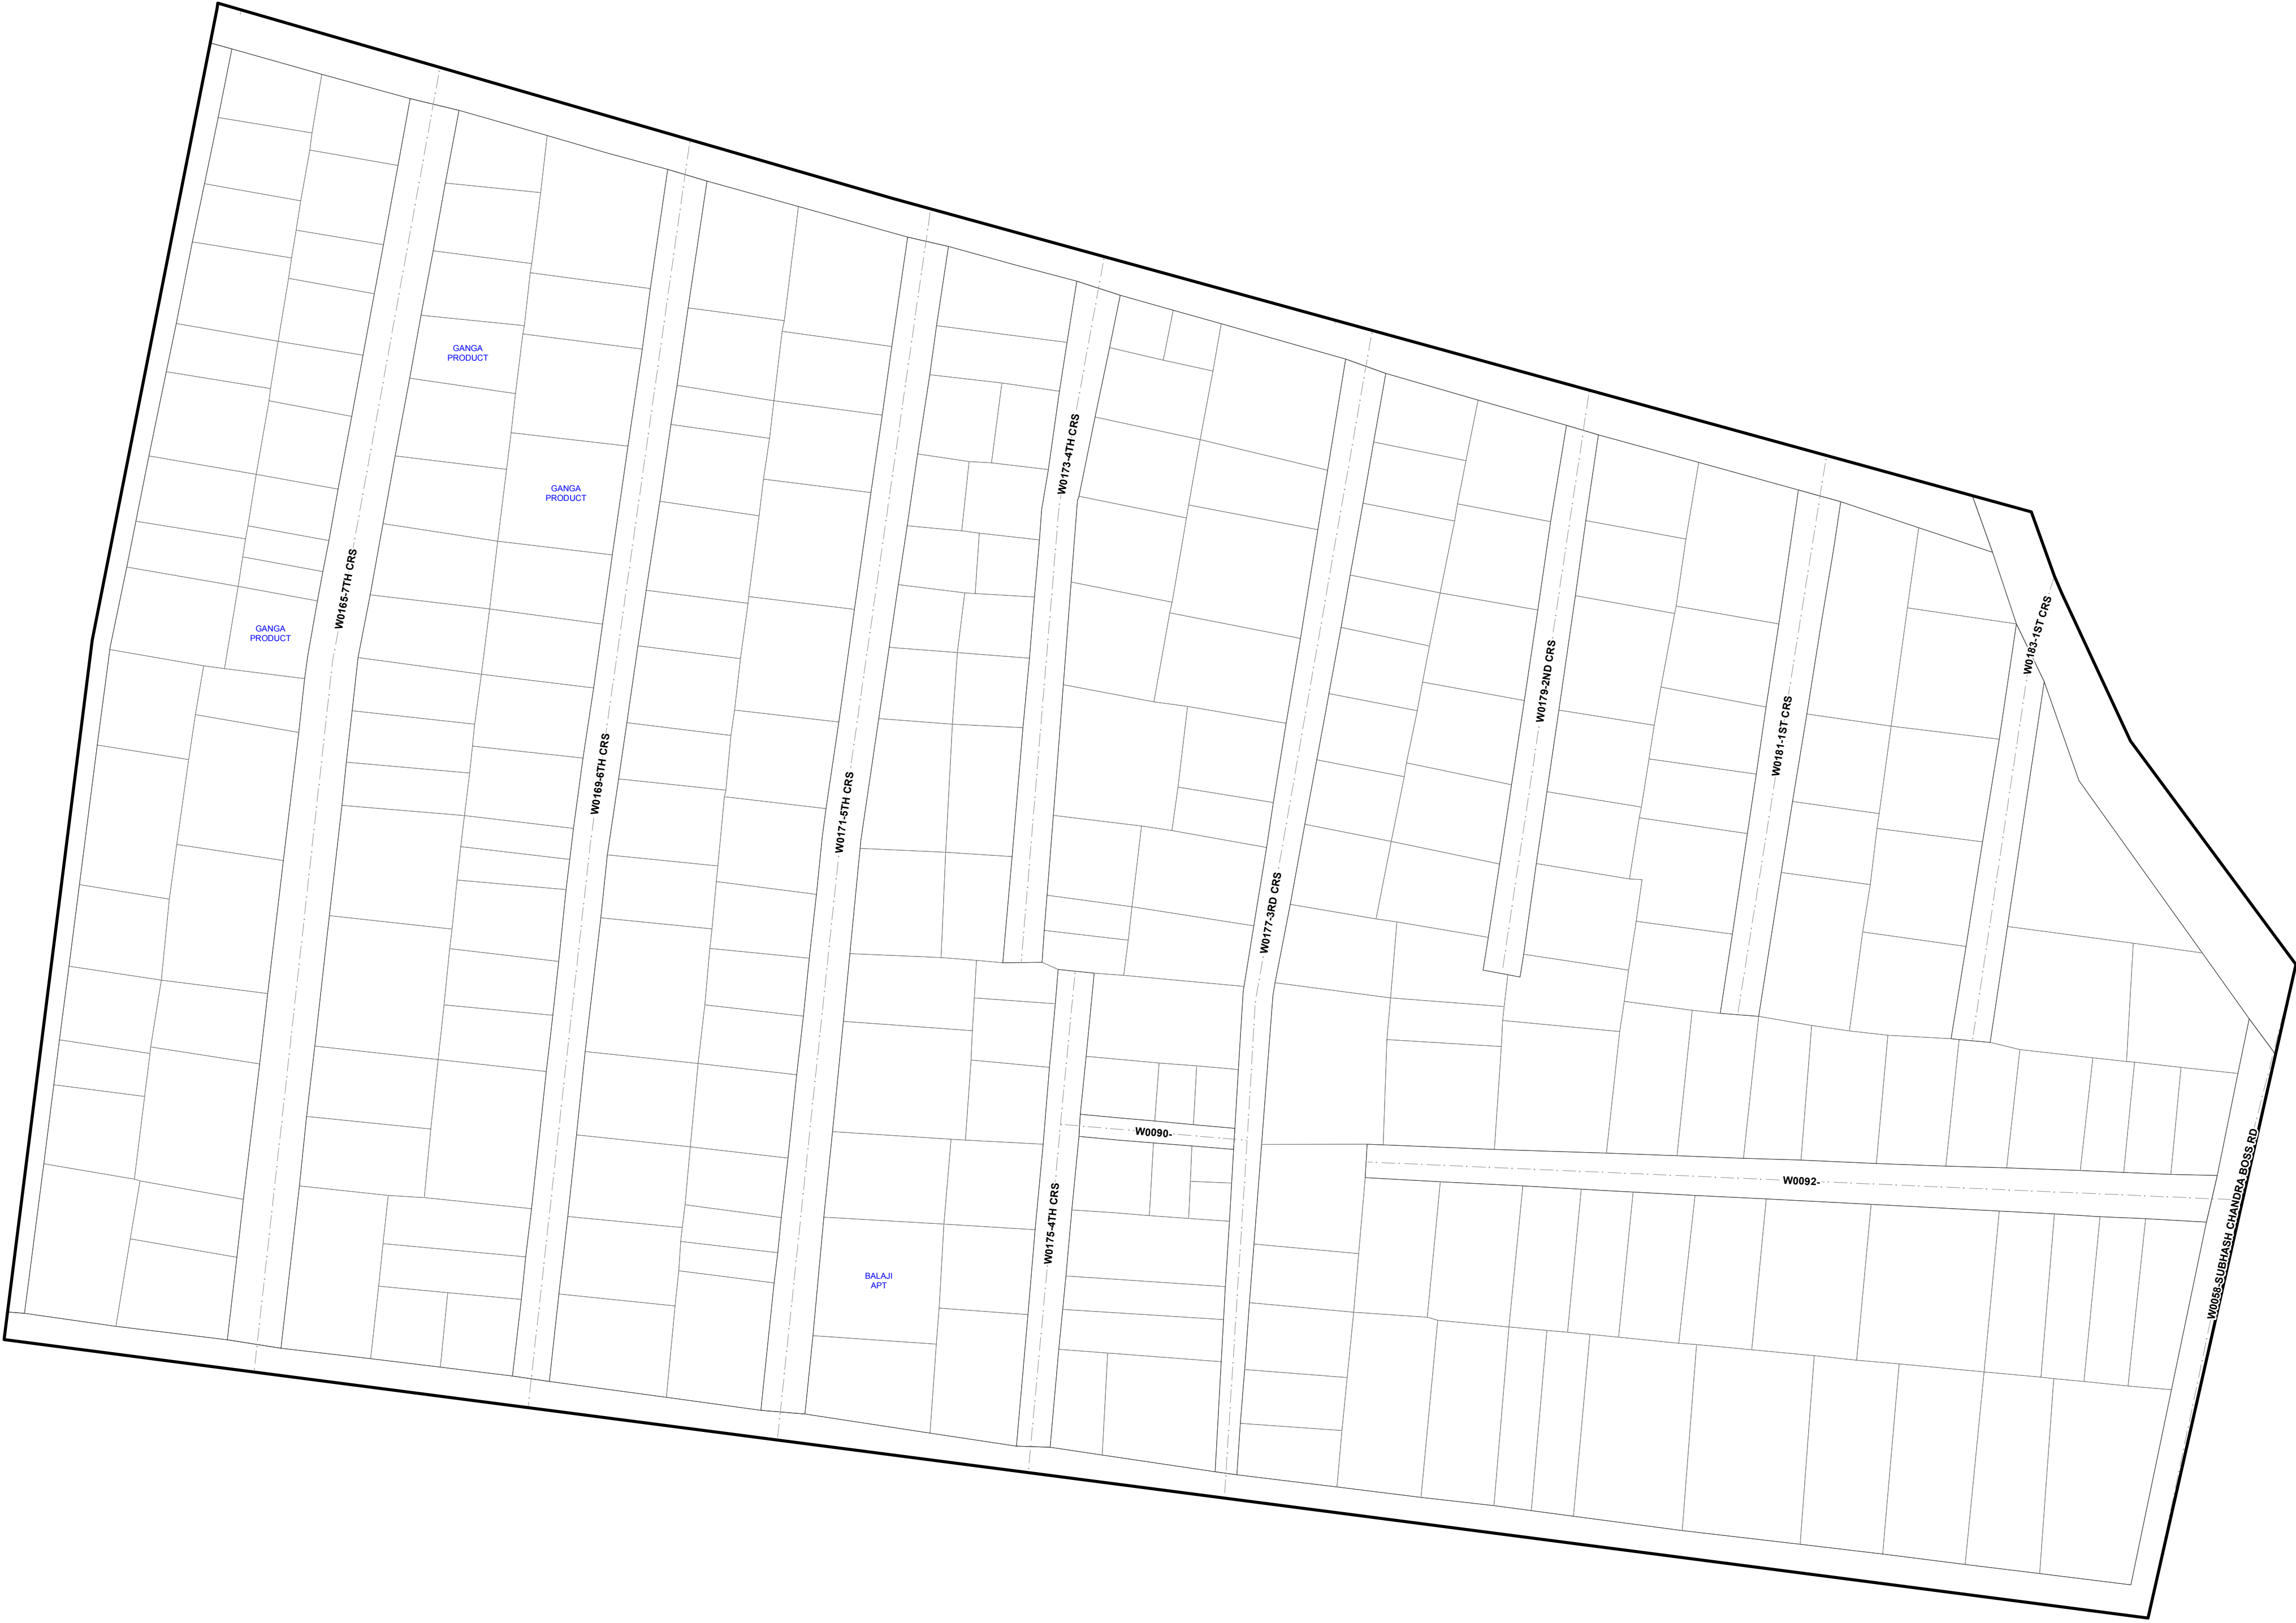 GANGA
PRODUCT
W0173-4TH CRS
GANGA
PRODUCT
W0165-7TH CRS
GANGA
PRODUCT
W0183-1ST CRS
W0179-2ND CRS
W0181-1ST CRS
W0169-6TH CRS
W0171-5TH CRS
W0177-3RD CRS
W0090-
W0092-
W0175-4TH CRS
W0058-SUBHASH CHANDRA BOSS RD
BALAJI
APT